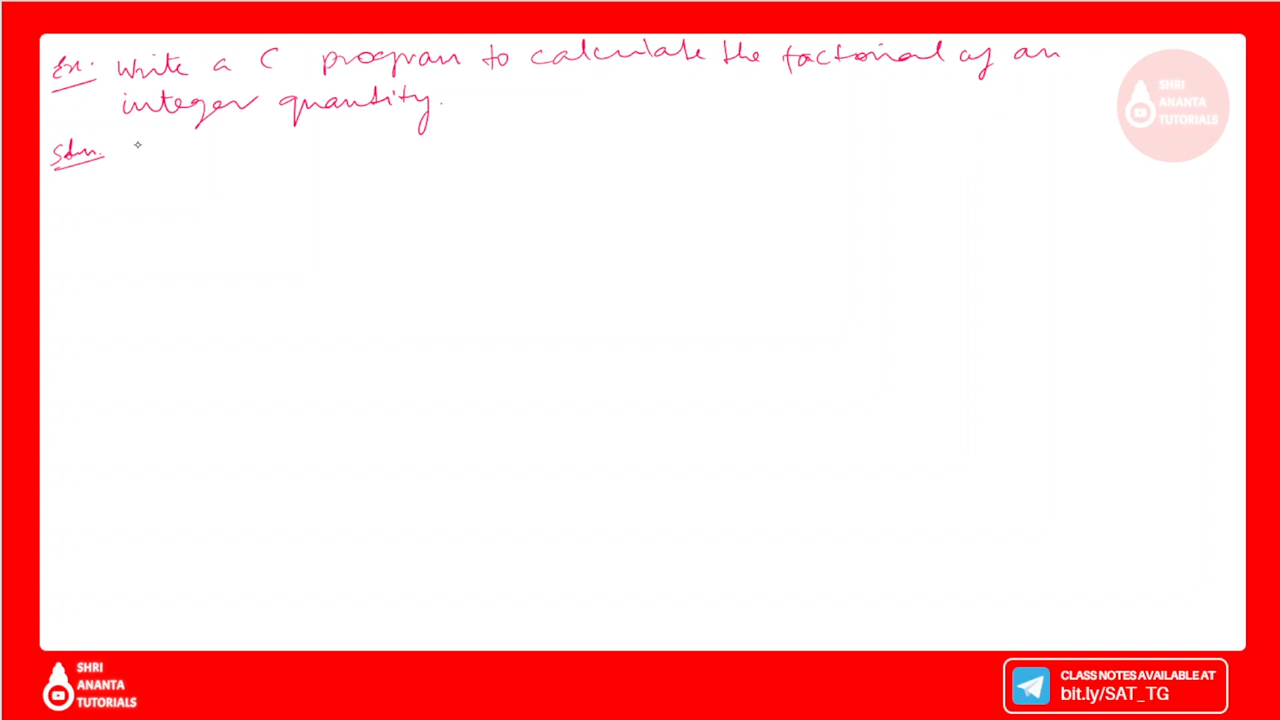 Ex. Write a C program to calculate the factorial of an
integer quantity.
Soln.
SHRI
ANANTA
TUTORIALS
SHRI
ANANTA
TUTORIALS
CLASS NOTES AVAILABLE AT
bit.ly/SAT_TG